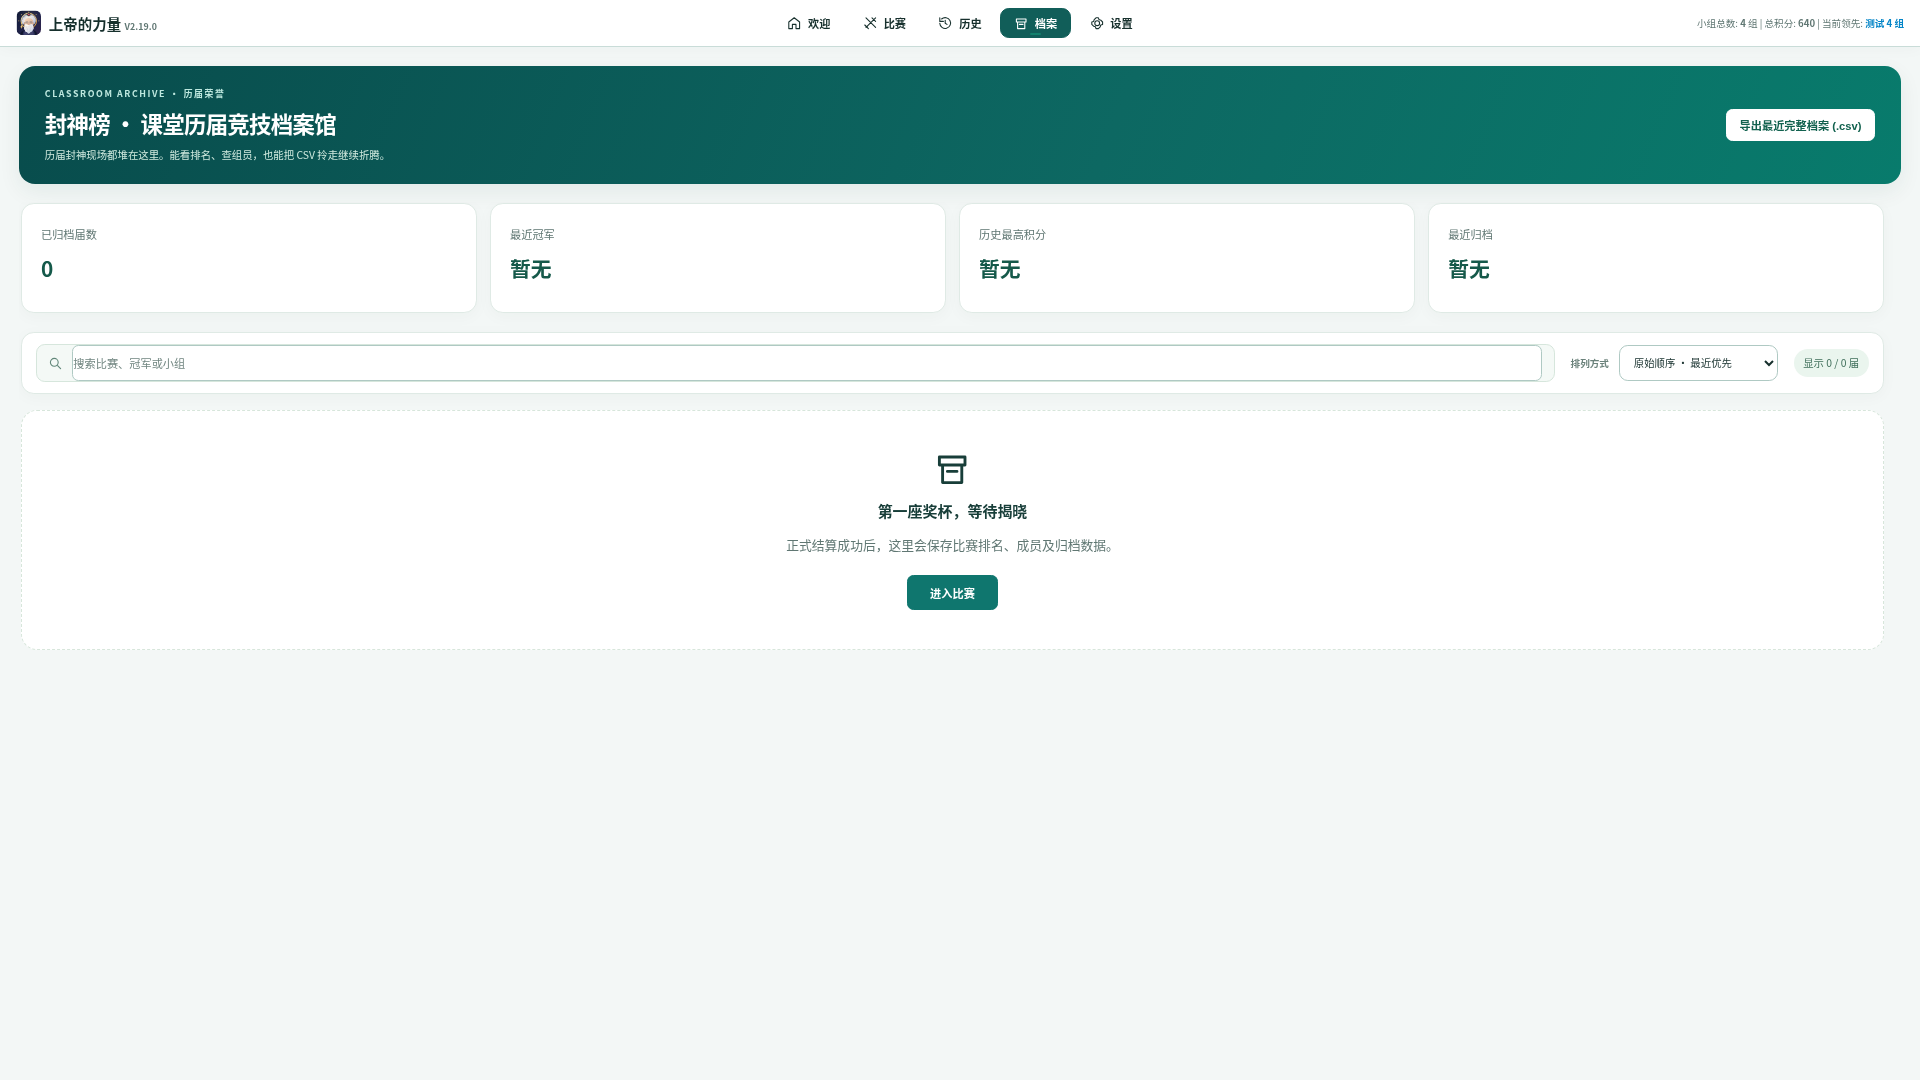 上帝的力量 V2.19.0
欢迎
比赛
历史
档案
设置
小组总数: 4 组 | 总积分: 640 | 当前领先: 测试 4 组
CLASSROOM ARCHIVE · 历届荣誉
封神榜 · 课堂历届竞技档案馆
历届封神现场都堆在这里。能看排名、查组员，也能把 CSV 拎走继续折腾。
导出最近完整档案 (.csv)
已归档届数
0
最近冠军
暂无
历史最高积分
暂无
最近归档
暂无
搜索比赛、冠军或小组
排列方式
原始顺序 · 最近优先
显示 0 / 0 届
第一座奖杯，等待揭晓
正式结算成功后，这里会保存比赛排名、成员及归档数据。
进入比赛